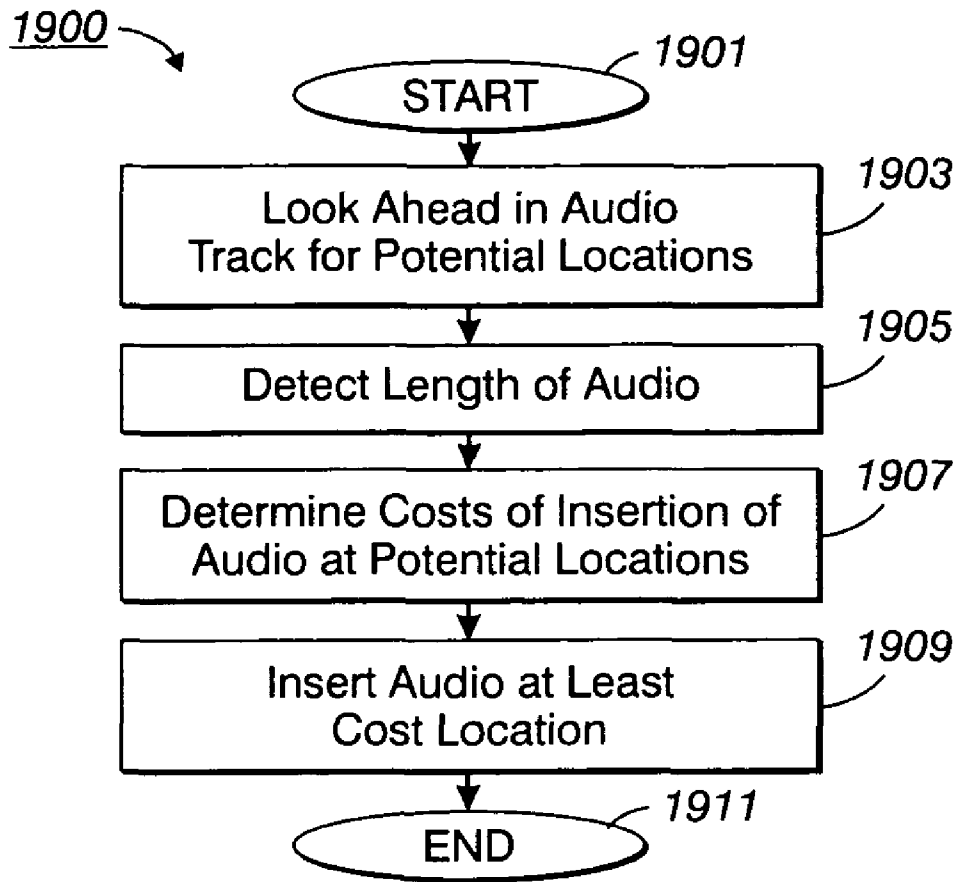 1900
1901
START
1903
Look Ahead in Audio
Track for Potential Locations
1905
Detect Length of Audio
1907
Determine Costs of Insertion of
Audio at Potential Locations
1909
Insert Audio at Least
Cost Location
1911
END